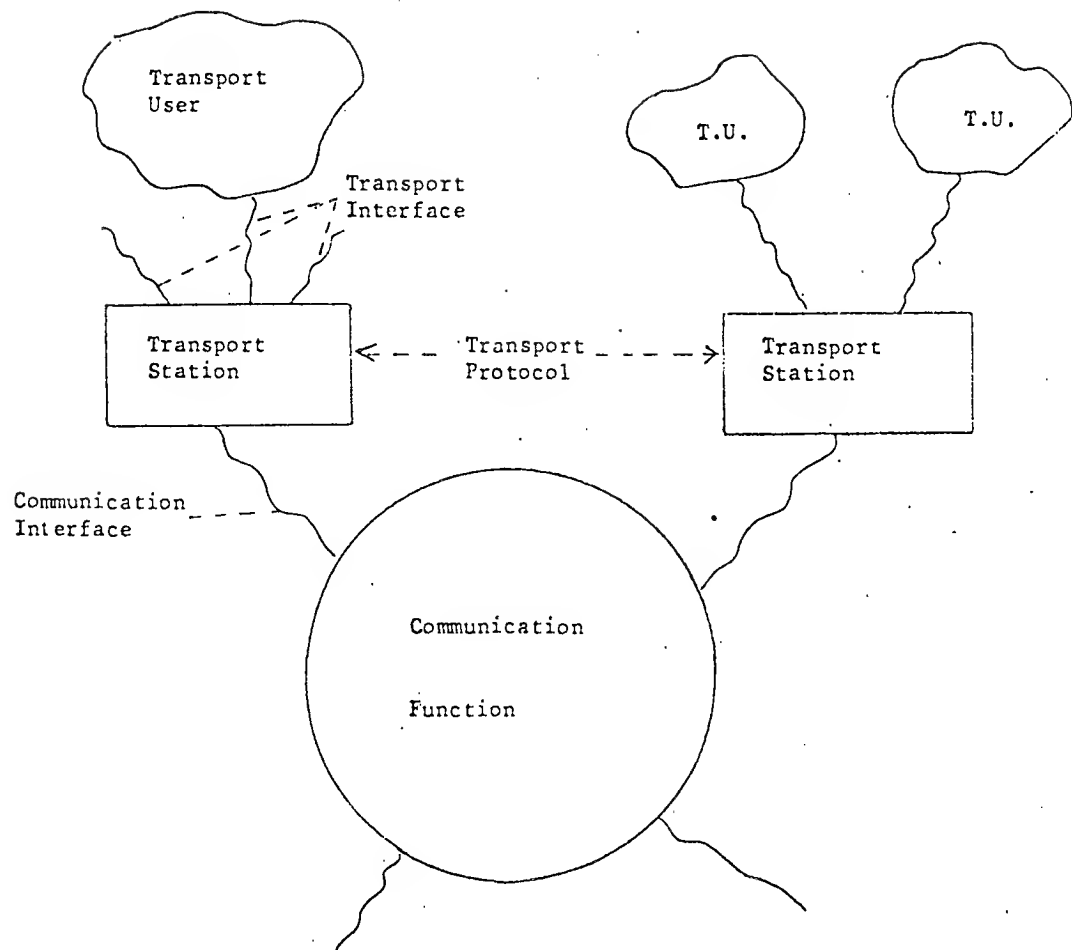 Transport
User
T.U.
T.U.
Transport
Interface
Transport
Station
Transport
Protocol
Transport
Station
Communication
Interface
Communication
Function